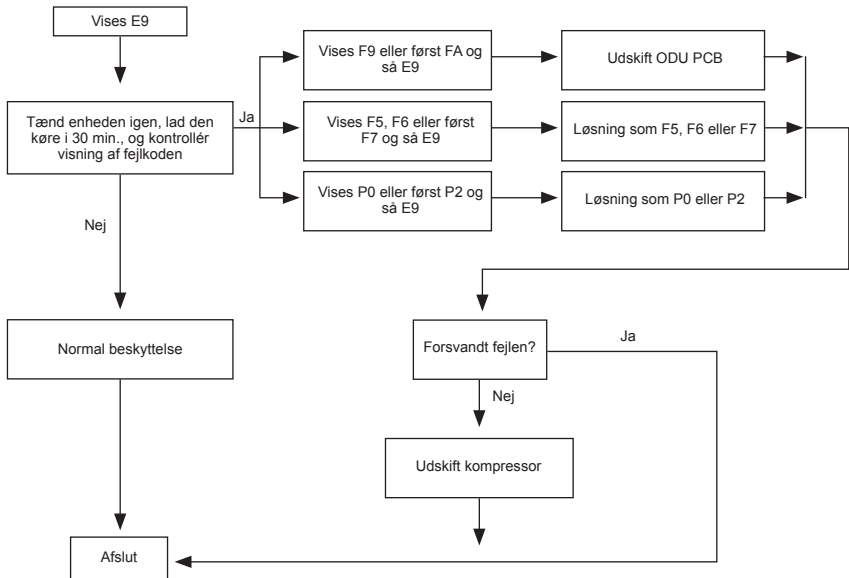 Vises E9
Tænd enheden igen, lad den
køre i 30 min., og kontrollér
visning af fejlkoden
Ja
Vises F9 eller først FA og
så E9
Udskift ODU PCB
Vises F5, F6 eller først
F7 og så E9
Løsning som F5, F6 eller F7
Vises P0 eller først P2 og
så E9
Løsning som P0 eller P2
Nej
Normal beskyttelse
Forsvandt fejlen?
Ja
Nej
Udskift kompressor
Afslut